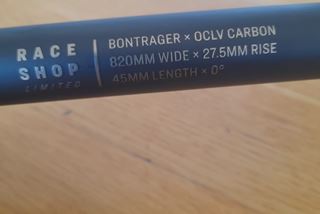 RACE
SHOP
LIMITED
BONTRAGER × OCLV CARBON
820MM WIDE × 27.5MM RISE
45MM LENGTH × 0°